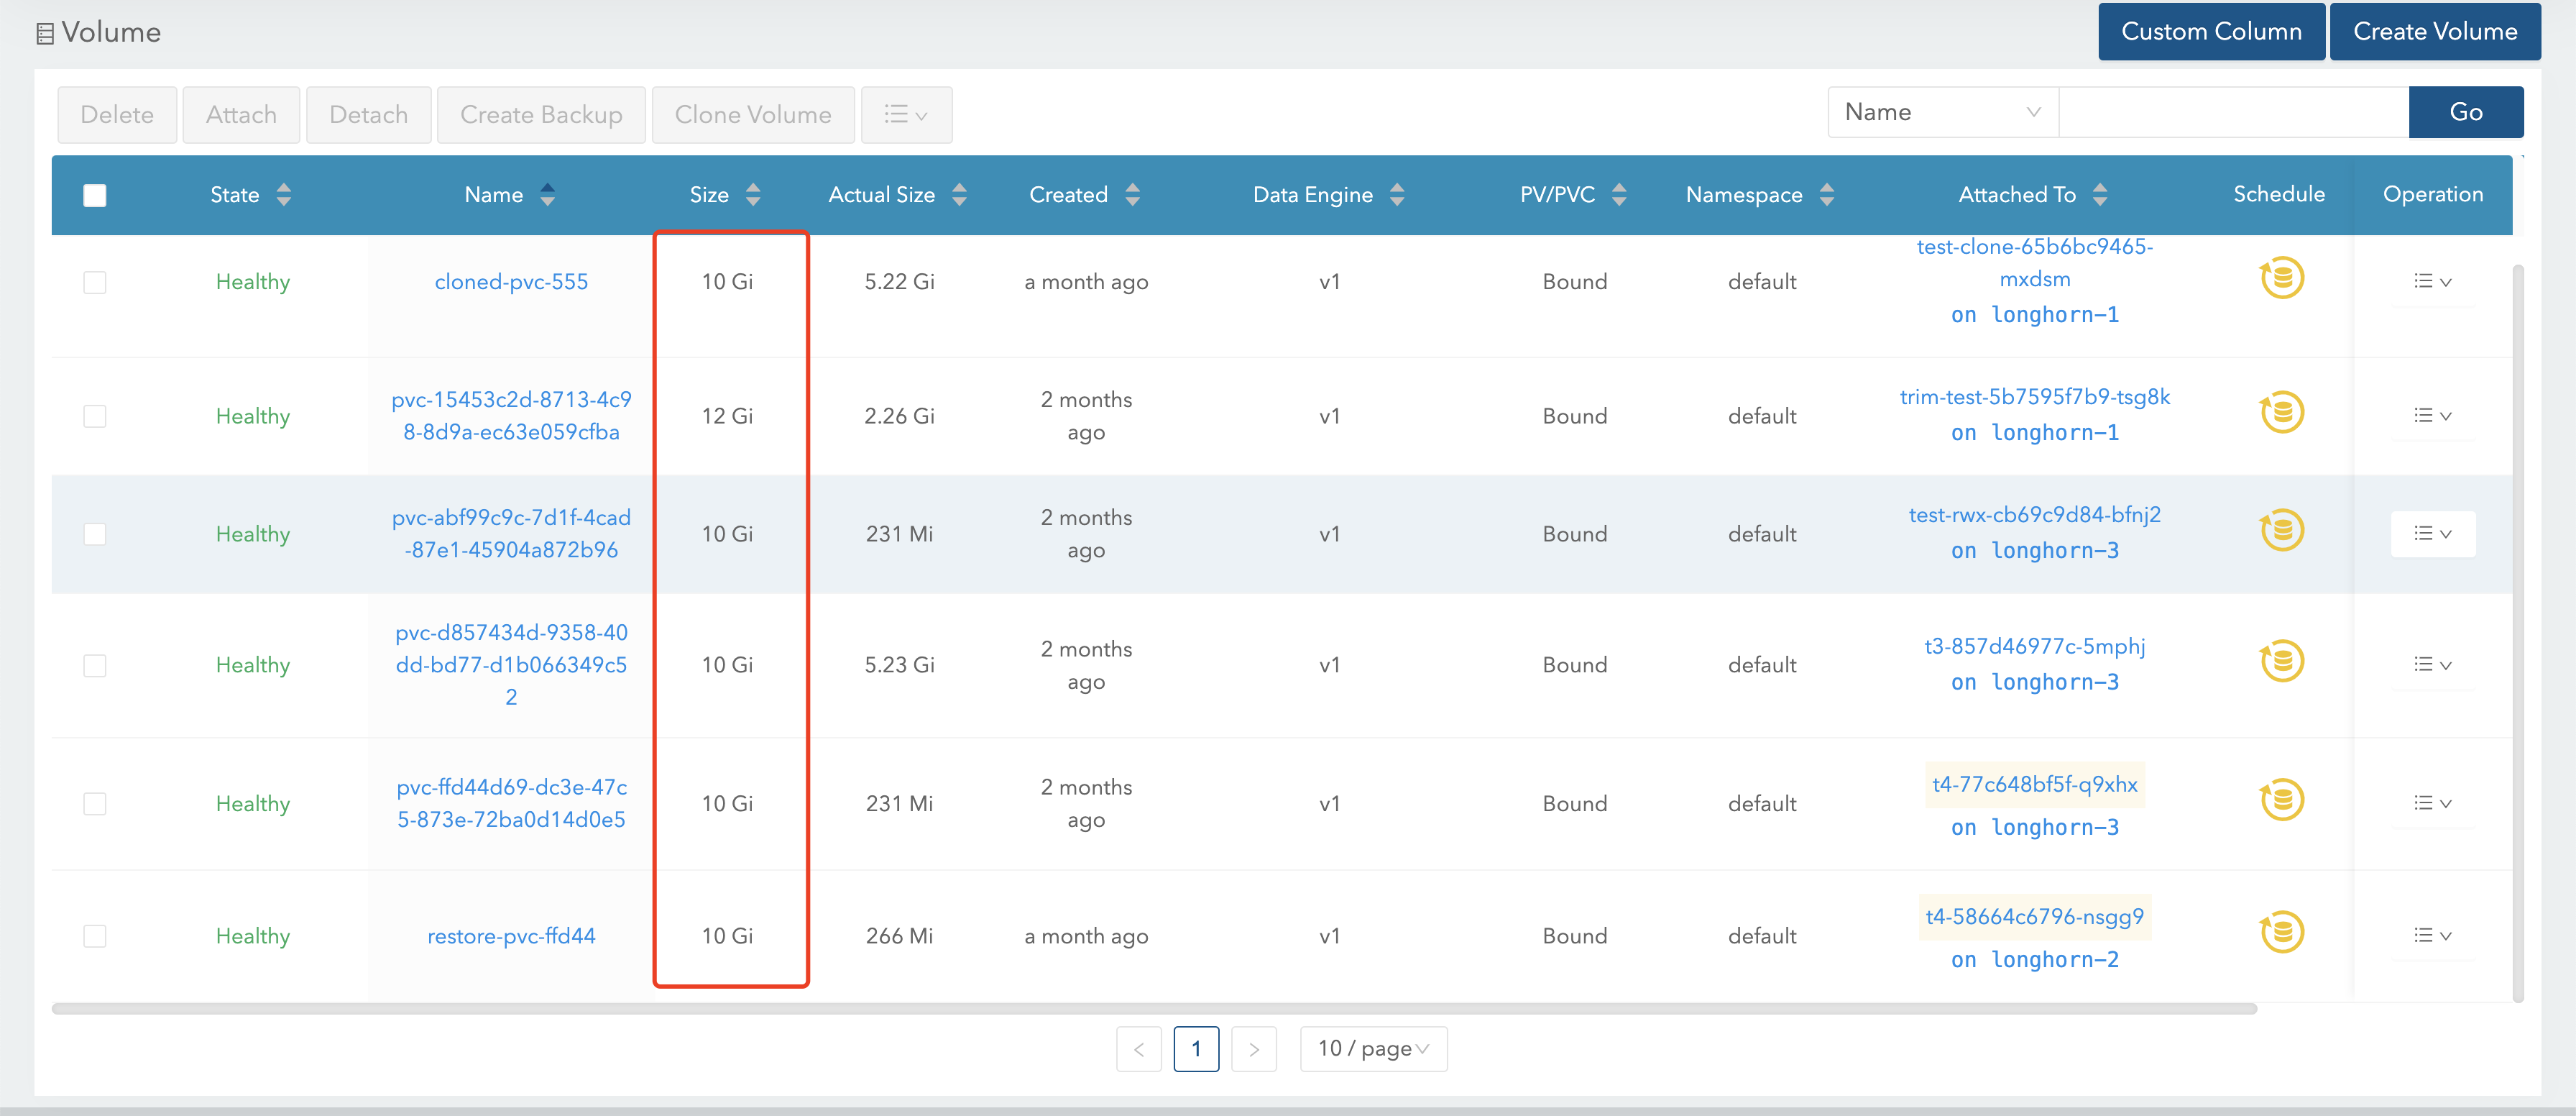 Volume
Custom Column
Create Volume
Delete
Attach
Detach
Create Backup
Clone Volume
Name
Go
State
Name
Size
Actual Size
Created
Data Engine
PV/PVC
Namespace
Attached To
Schedule
Operation
Healthy
cloned-pvc-555
10 Gi
5.22 Gi
a month ago
v1
Bound
default
test-clone-65b6bc9465-
mxdsm
on longhorn-1
Healthy
pvc-15453c2d-8713-4c9
8-8d9a-ec63e059cfba
12 Gi
2.26 Gi
2 months
ago
v1
Bound
default
trim-test-5b7595f7b9-tsg8k
on longhorn-1
Healthy
pvc-abf99c9c-7d1f-4cad
-87e1-45904a872b96
10 Gi
231 Mi
2 months
ago
v1
Bound
default
test-rwx-cb69c9d84-bfnj2
on longhorn-3
Healthy
pvc-d857434d-9358-40
dd-bd77-d1b066349c5
2
10 Gi
5.23 Gi
2 months
ago
v1
Bound
default
t3-857d46977c-5mphj
on longhorn-3
Healthy
pvc-ffd44d69-dc3e-47c
5-873e-72ba0d14d0e5
10 Gi
231 Mi
2 months
ago
v1
Bound
default
t4-77c648bf5f-q9xhx
on longhorn-3
Healthy
restore-pvc-ffd44
10 Gi
266 Mi
a month ago
v1
Bound
default
t4-58664c6796-nsgg9
on longhorn-2
1
10 / page